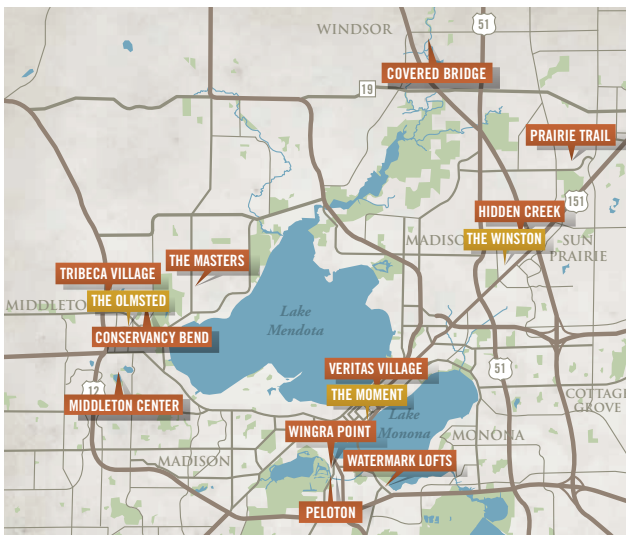 WINDSOR
51
COVERED BRIDGE
19
PRAIRIE TRAIL
151
HIDDEN CREEK
MADISO
THE WINSTON
SUN
PRAIRIE
THE MASTERS
TRIBECA VILLAGE
THE OLMSTED
MIDDLETO
Lake
Mendota
CONSERVANCY BEND
VERITAS VILLAGE
51
12
THE MOMENT
COTTAGE
GROVE
MIDDLETON CENTER
Lake
Monona
WINGRA POINT
MONONA
MADISON
WATERMARK LOFTS
PELOTON